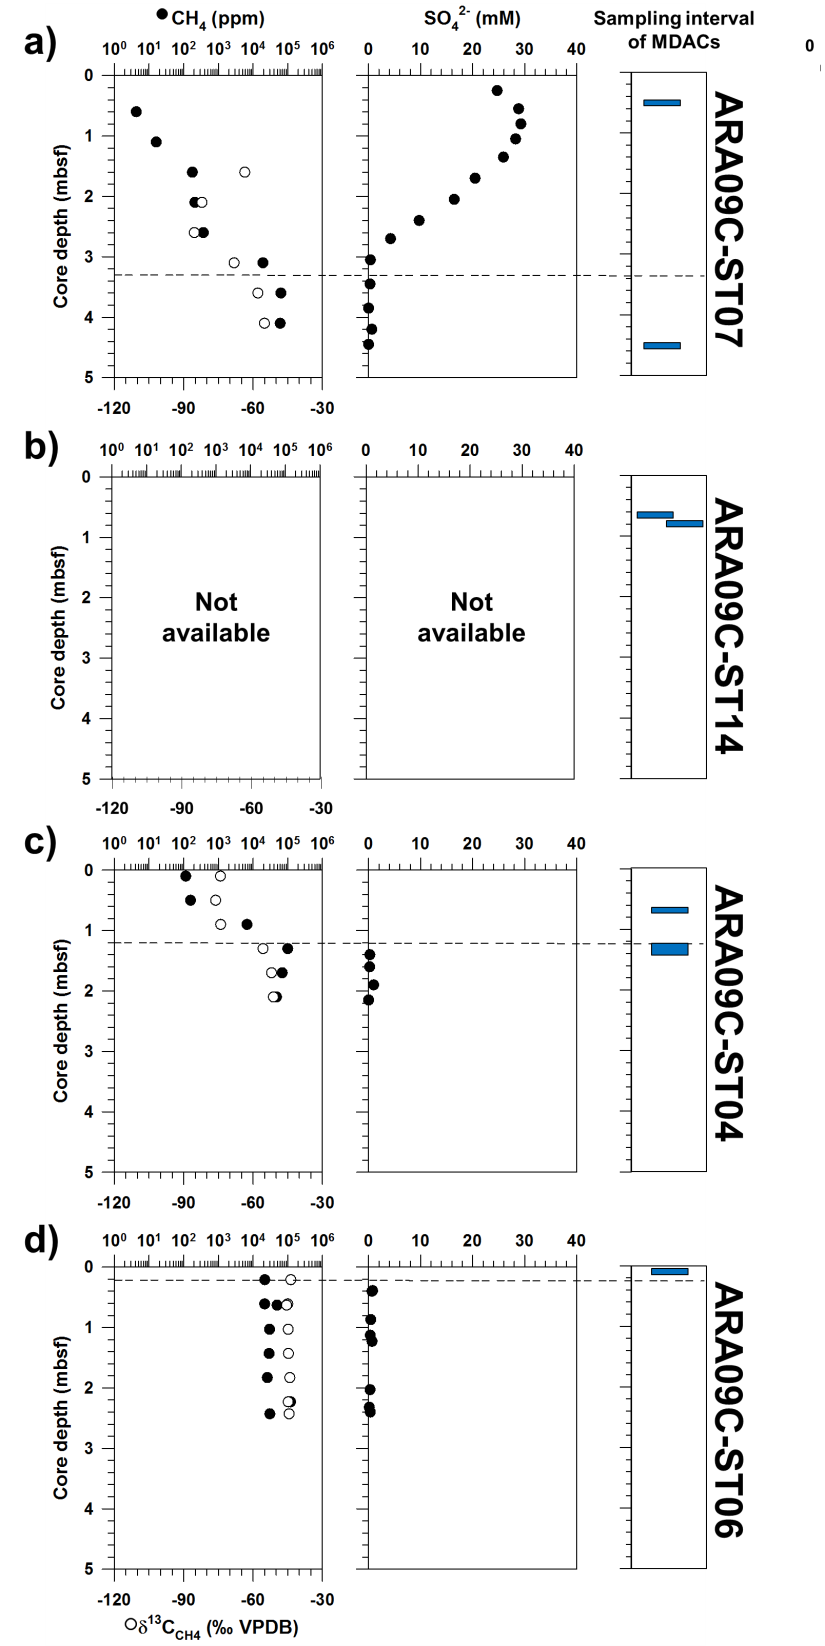 CH4 (ppm) SO4 2- (mM) Sampling interval
of MDACs
a) 10⁰ 10¹ 10² 10³ 10⁴ 10⁵ 10⁶ 0 10 20 30 40 0
0
1
2
3
4
5
Core depth (mbsf)
-120 -90 -60 -30
ARA09C-ST07
b) 10⁰ 10¹ 10² 10³ 10⁴ 10⁵ 10⁶ 0 10 20 30 40
0
1
2
3
4
5
Core depth (mbsf)
Not Not
available available
-120 -90 -60 -30
ARA09C-ST14
c) 10⁰ 10¹ 10² 10³ 10⁴ 10⁵ 10⁶ 0 10 20 30 40
0
1
2
3
4
5
Core depth (mbsf)
-120 -90 -60 -30
ARA09C-ST04
d) 10⁰ 10¹ 10² 10³ 10⁴ 10⁵ 10⁶ 0 10 20 30 40
0
1
2
3
4
5
Core depth (mbsf)
-120 -90 -60 -30
ARA09C-ST06
δ¹³C CH4 (‰ VPDB)